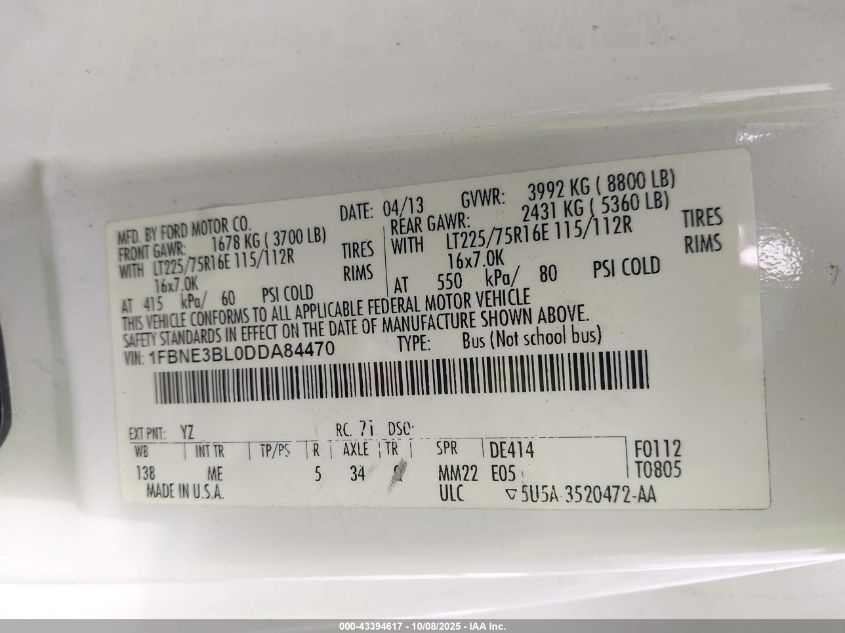 MFD. BY FORD MOTOR CO. DATE: 04/13 GVWR: 3992 KG ( 8800 LB)
FRONT GAWR: 1678 KG ( 3700 LB) REAR GAWR: 2431 KG ( 5360 LB)
WITH LT225/75R16E 115/112R TIRES WITH LT225/75R16E 115/112R TIRES
16x7.0K RIMS 16x7.0K RIMS
AT 415 kPa/ 60 PSI COLD AT 550 kPa/ 80 PSI COLD
THIS VEHICLE CONFORMS TO ALL APPLICABLE FEDERAL MOTOR VEHICLE
SAFETY STANDARDS IN EFFECT ON THE DATE OF MANUFACTURE SHOWN ABOVE.
VIN: 1FBNE3BL0DDA84470 TYPE: Bus (Not school bus)
EXT PNT: YZ RC: 71 DSO:
WB INT TR TP/PS R AXLE TR SPR DE414 F0112
138 ME 5 34 MM22 E05 T0805
MADE IN U.S.A. ULC 5U5A-3520472-AA
000-43394617 - 10/08/2025 - IAA Inc.